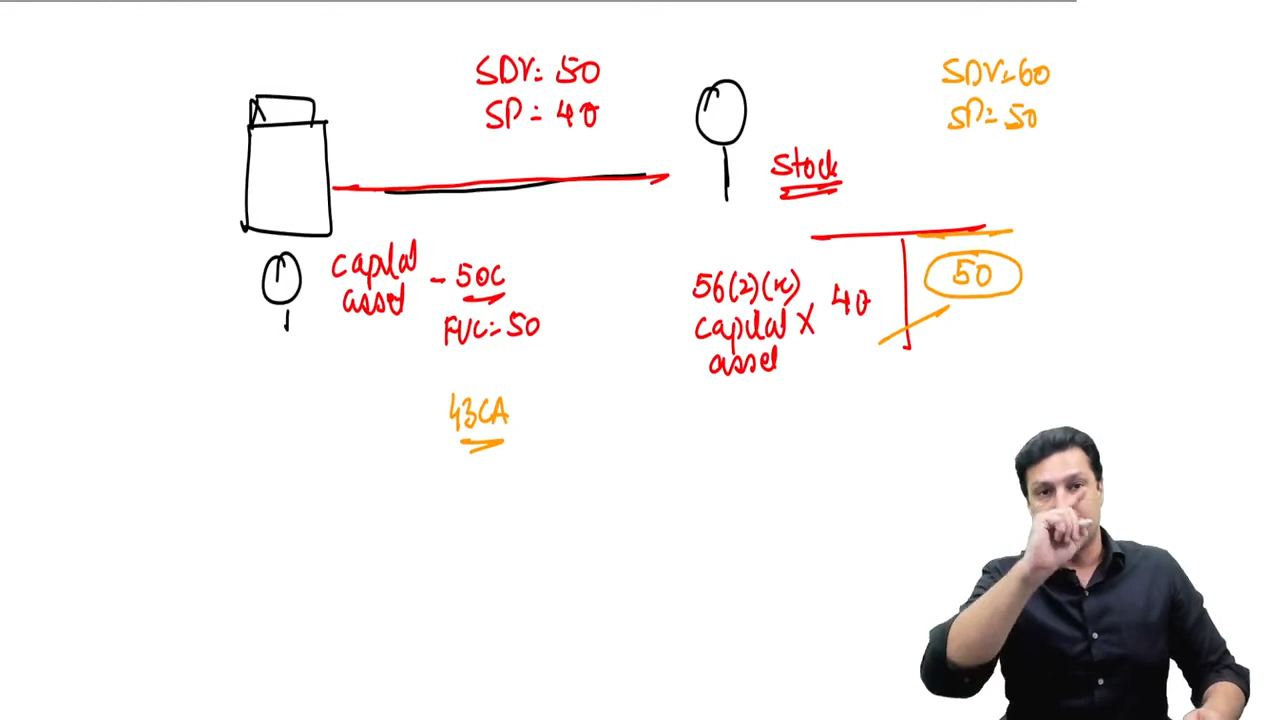 SDV= 50
SP = 40
SDV=60
SP= 50
Stock
capital
asset
- 50C
FVC=50
56(2)(x)
capital X
asset
40
50
43CA